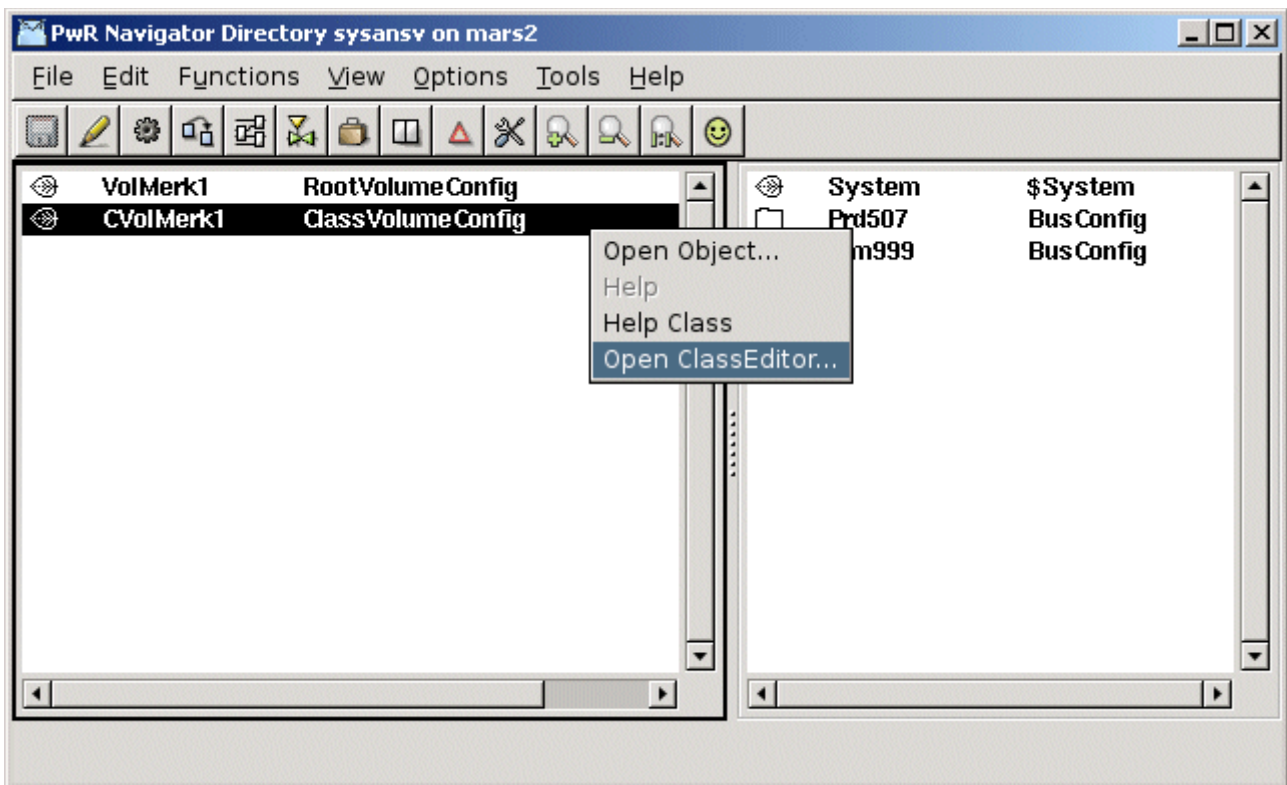 PwR Navigator Directory sysansv on mars2
File Edit Functions View Options Tools Help
VolMerk1 RootVolumeConfig
CVolMerk1 ClassVolumeConfig
Open Object...
Help
Help Class
Open ClassEditor...
System $System
Prd507 BusConfig
m999 BusConfig